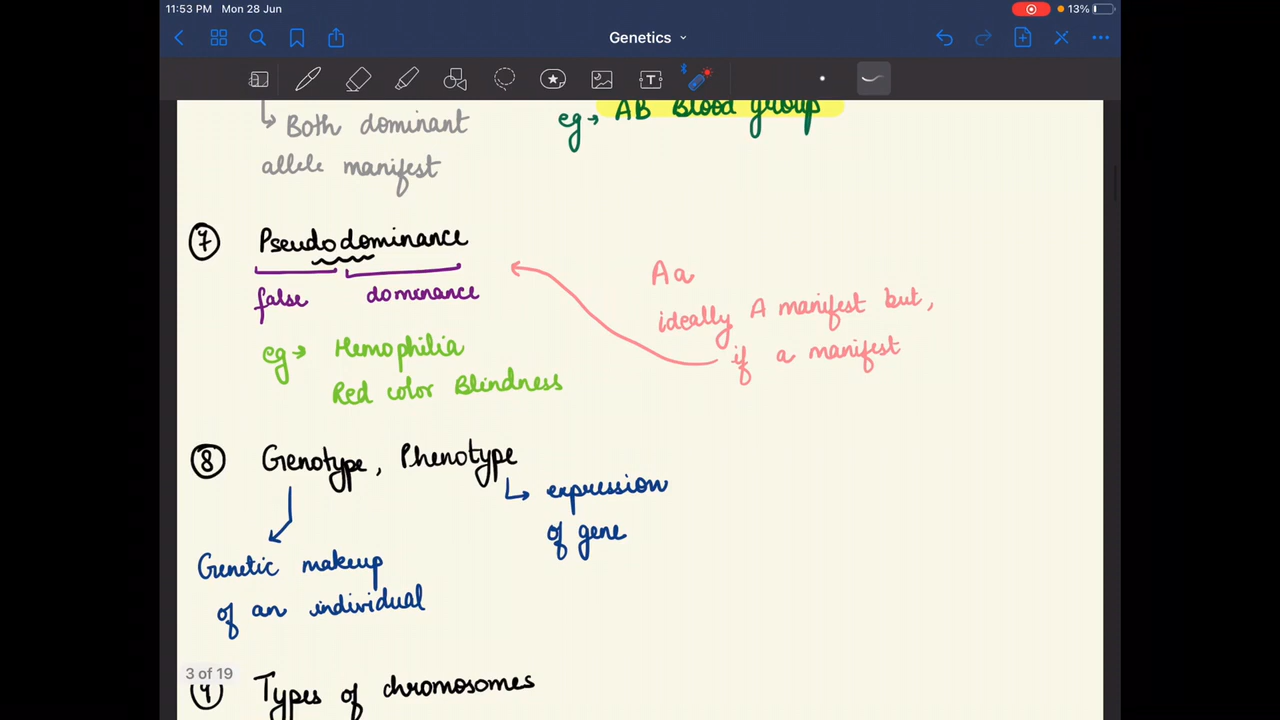 11:53 PM Mon 28 Jun
13%
Genetics
T
↳ Both dominant
allele manifest
eg → AB Blood group
⑦ Pseudodominance
false dominance
eg → Hemophilia
Red color Blindness
Aa
ideally A manifest but,
if a manifest
⑧ Genotype, Phenotype
↳ expression
of gene
Genetic makeup
of an individual
3 of 19
⑨ Types of chromosomes